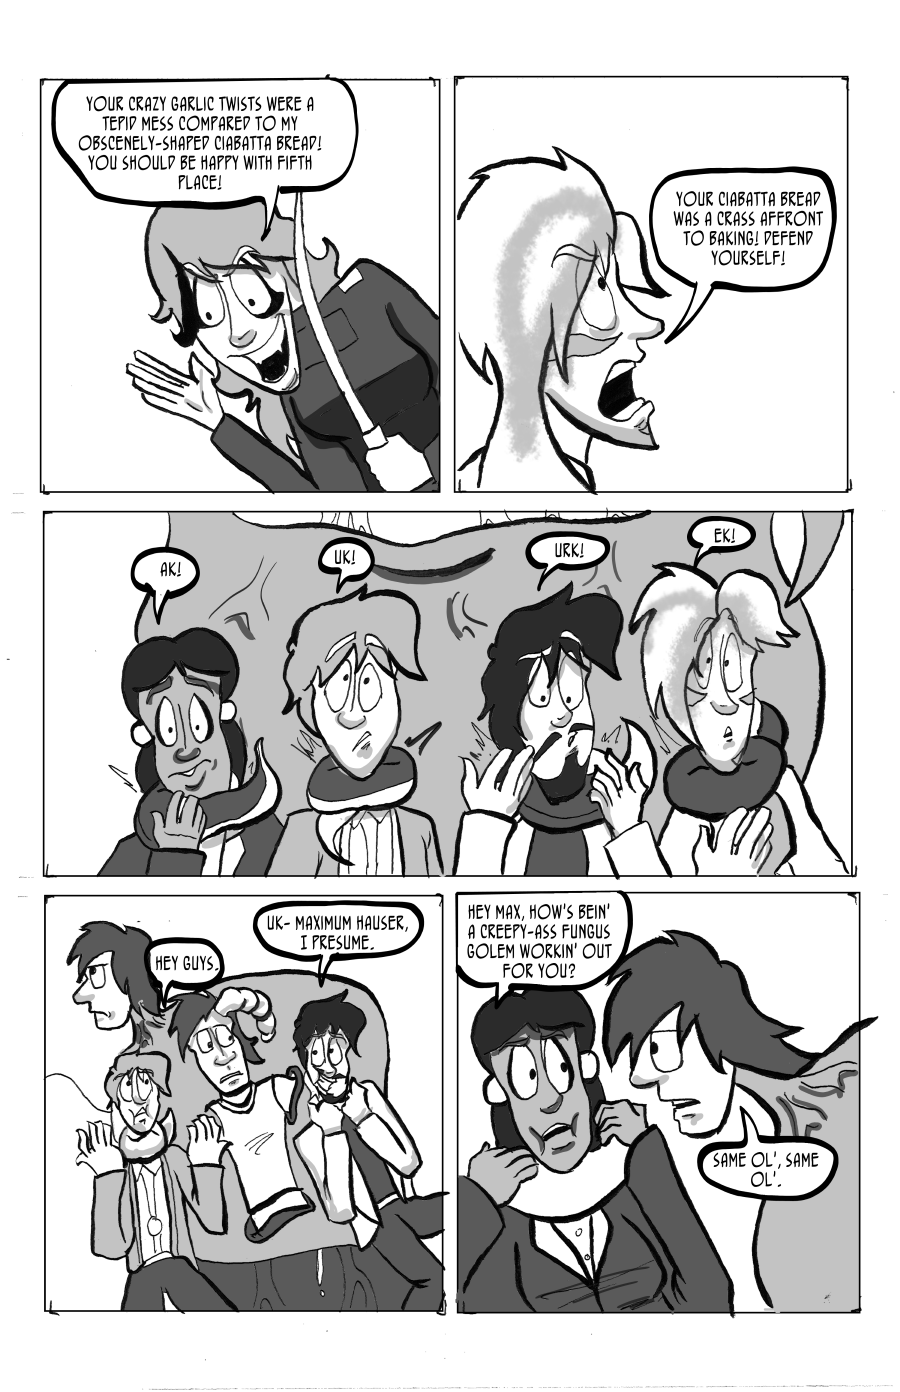 YOUR CRAZY GARLIC TWISTS WERE A
TEPID MESS COMPARED TO MY
OBSCENELY-SHAPED CIABATTA BREAD!
YOU SHOULD BE HAPPY WITH FIFTH
PLACE!
YOUR CIABATTA BREAD
WAS A CRASS AFFRONT
TO BAKING! DEFEND
YOURSELF!
AK!
UK!
URK!
EK!
HEY GUYS.
UK- MAXIMUM HAUSER,
I PRESUME.
HEY MAX, HOW'S BEIN'
A CREEPY-ASS FUNGUS
GOLEM WORKIN' OUT
FOR YOU?
SAME OL', SAME
OL'.